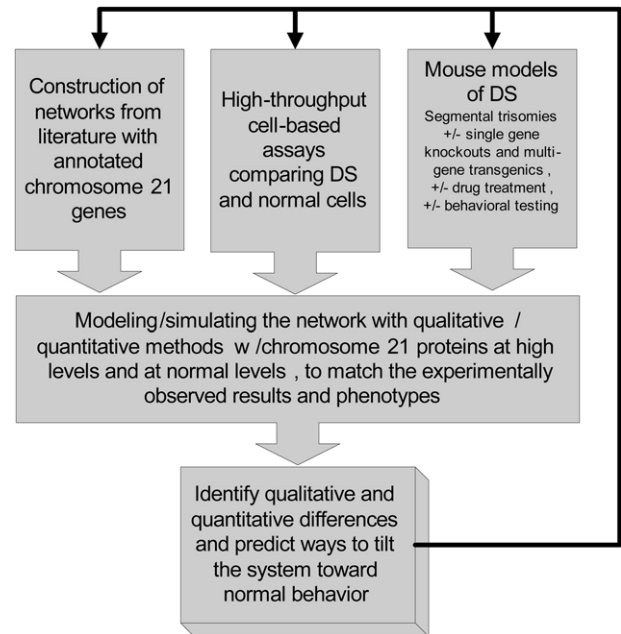 Construction of
networks from
literature with
annotated
chromosome 21
genes
High-throughput
cell-based
assays
comparing DS
and normal cells
Mouse models
of DS
Segmental trisomies
+/- single gene
knockouts and multi-
gene transgenics ,
+/- drug treatment ,
+/- behavioral testing
Modeling/simulating the network with qualitative /
quantitative methods w /chromosome 21 proteins at high
levels and at normal levels , to match the experimentally
observed results and phenotypes
Identify qualitative and
quantitative differences
and predict ways to tilt
the system toward
normal behavior